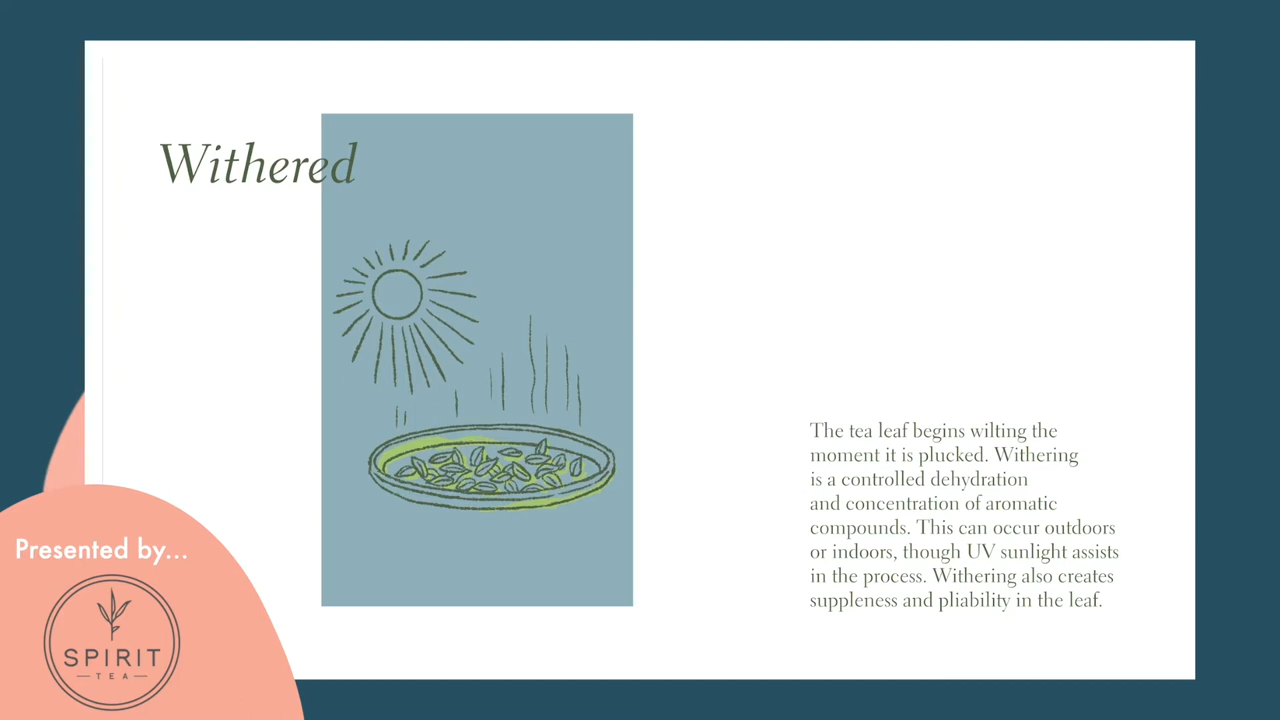 Withered
The tea leaf begins wilting the
moment it is plucked. Withering
is a controlled dehydration
and concentration of aromatic
compounds. This can occur outdoors
or indoors, though UV sunlight assists
in the process. Withering also creates
suppleness and pliability in the leaf.
Presented by...
SPIRIT
TEA